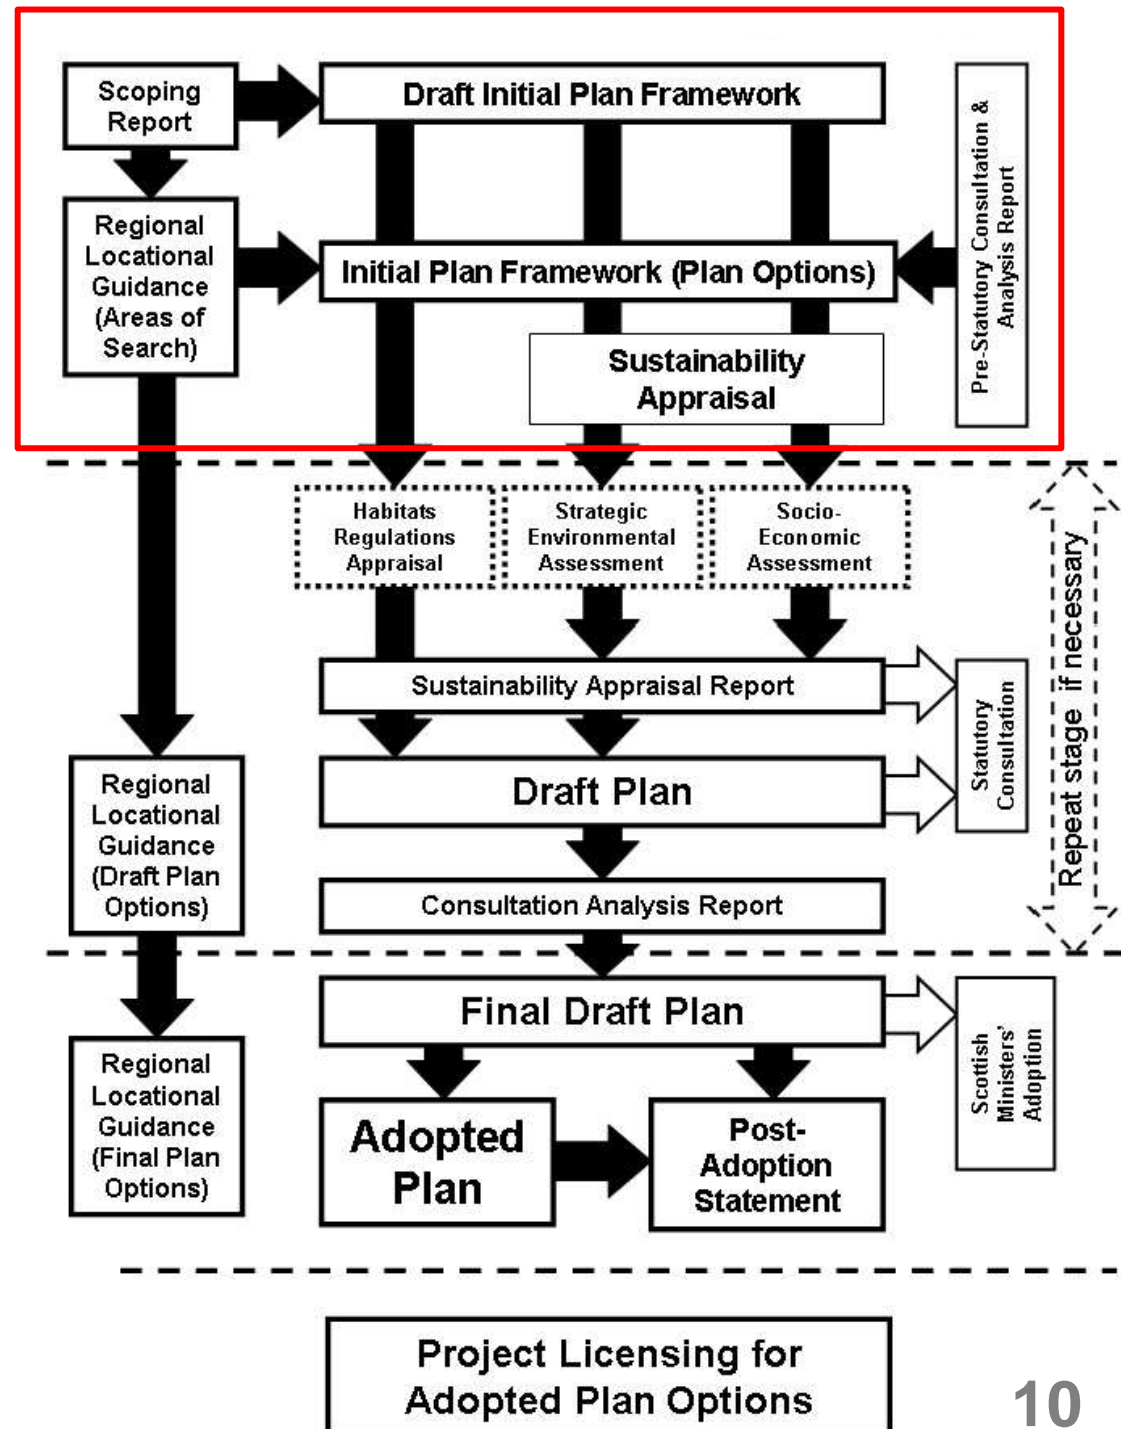 Scoping
Report
Draft Initial Plan Framework
Pre-Statutory Consultation &
Analysis Report
Regional
Locational
Guidance
(Areas of
Search)
Initial Plan Framework (Plan Options)
Sustainability
Appraisal
Habitats
Regulations
Appraisal
Strategic
Environmental
Assessment
Socio-
Economic
Assessment
Repeat stage if necessary
Sustainability Appraisal Report
Statutory
Consultation
Regional
Locational
Guidance
(Draft Plan
Options)
Draft Plan
Consultation Analysis Report
Final Draft Plan
Scottish
Ministers'
Adoption
Regional
Locational
Guidance
(Final Plan
Options)
Adopted
Plan
Post-
Adoption
Statement
Project Licensing for
Adopted Plan Options
10